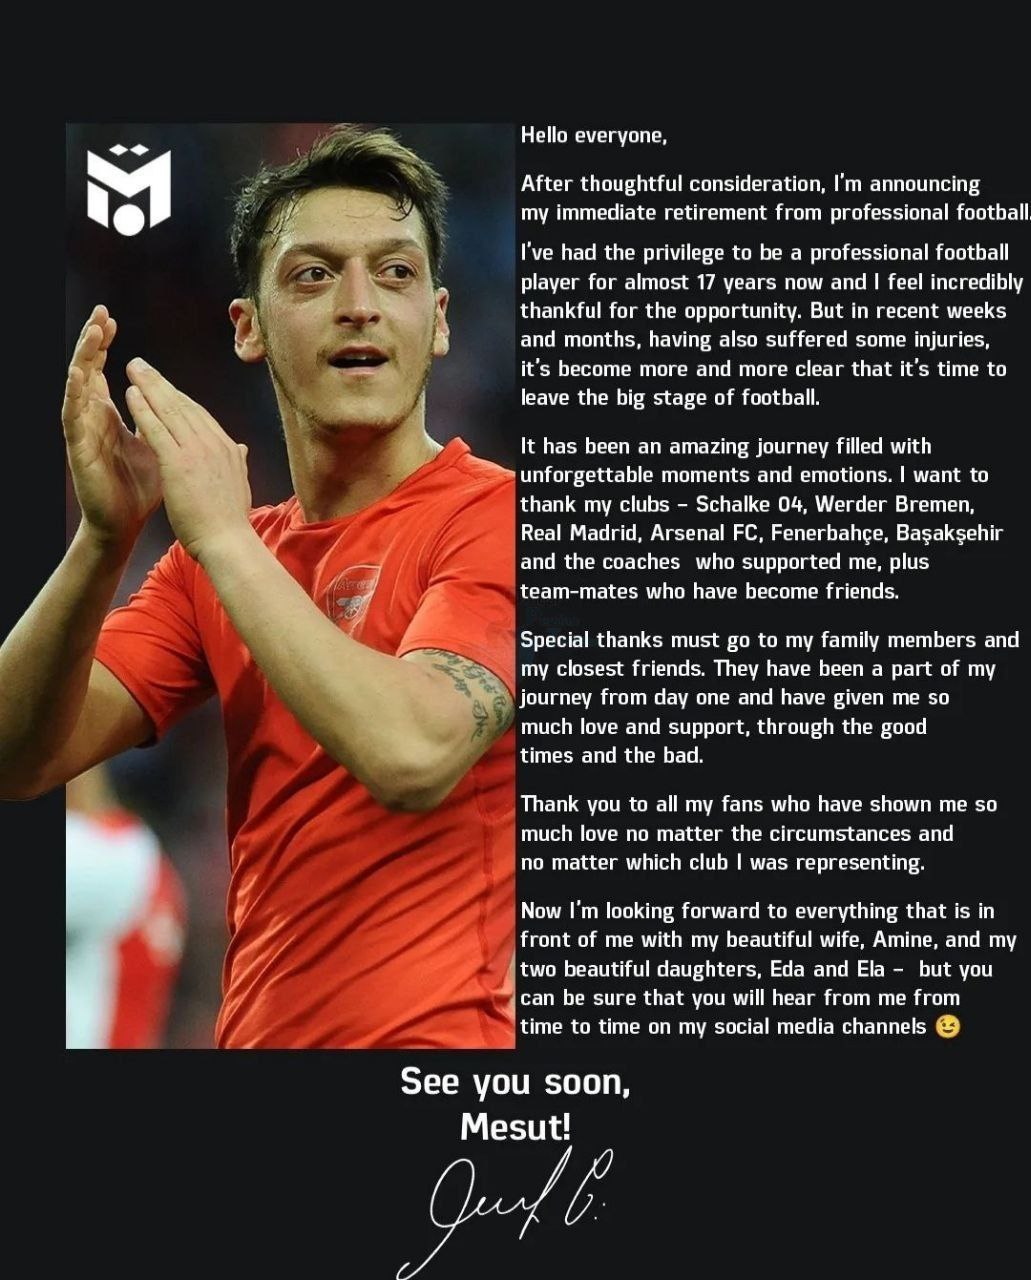 Hello everyone,
After thoughtful consideration, I'm announcing
my immediate retirement from professional football.
I've had the privilege to be a professional football
player for almost 17 years now and I feel incredibly
thankful for the opportunity. But in recent weeks
and months, having also suffered some injuries,
it's become more and more clear that it's time to
leave the big stage of football.
It has been an amazing journey filled with
unforgettable moments and emotions. I want to
thank my clubs – Schalke 04, Werder Bremen,
Real Madrid, Arsenal FC, Fenerbahçe, Başakşehir
and the coaches who supported me, plus
team-mates who have become friends.
Special thanks must go to my family members and
my closest friends. They have been a part of my
journey from day one and have given me so
much love and support, through the good
times and the bad.
Thank you to all my fans who have shown me so
much love no matter the circumstances and
no matter which club I was representing.
Now I'm looking forward to everything that is in
front of me with my beautiful wife, Amine, and my
two beautiful daughters, Eda and Ela – but you
can be sure that you will hear from me from
time to time on my social media channels 😉
See you soon,
Mesut!